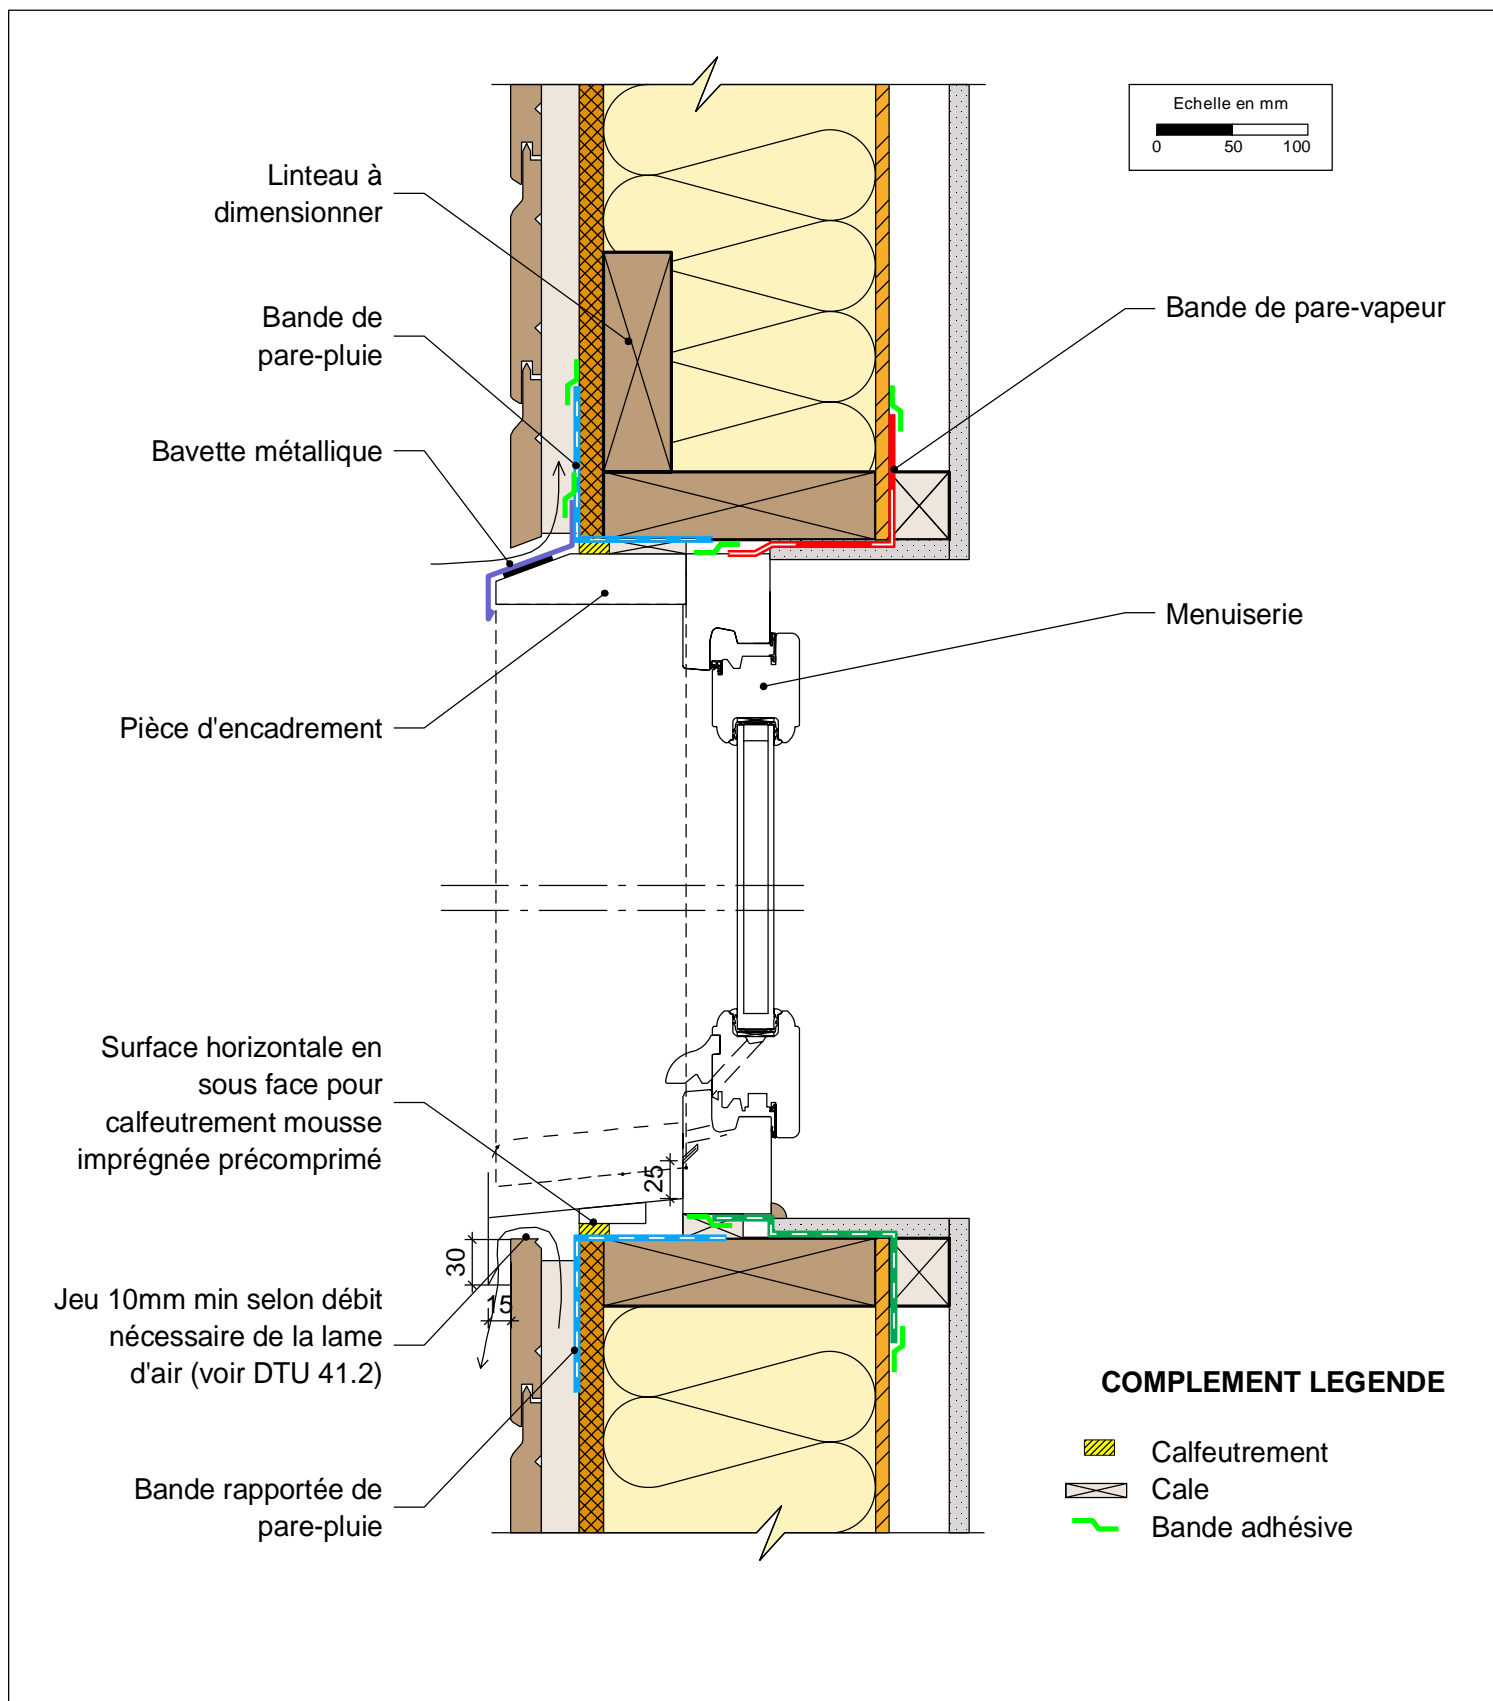 Echelle en mm
0 50 100
Linteau à
dimensionner
Bande de
pare-pluie
Bande de pare-vapeur
Bavette métallique
Menuiserie
Pièce d'encadrement
Surface horizontale en
sous face pour
calfeutrement mousse
imprégnée précomprimé
25
30
15
Jeu 10mm min selon débit
nécessaire de la lame
d'air (voir DTU 41.2)
Bande rapportée de
pare-pluie
COMPLEMENT LEGENDE
Calfeutrement
Cale
Bande adhésive